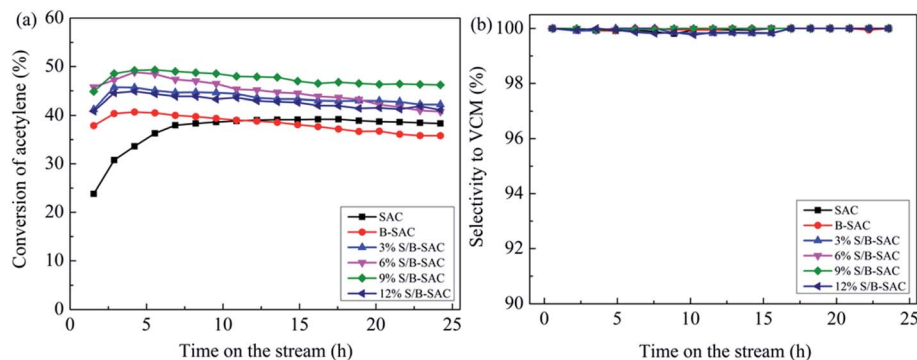 (a)
Conversion of acetylene (%)
60
50
40
30
20
10
0
SAC
B-SAC
3% S/B-SAC
6% S/B-SAC
9% S/B-SAC
12% S/B-SAC
0 5 10 15 20 25
Time on the stream (h)
(b)
Selectivity to VCM (%)
100
98
96
94
92
90
SAC
B-SAC
3% S/B-SAC
6% S/B-SAC
9% S/B-SAC
12% S/B-SAC
0 5 10 15 20 25
Time on the stream (h)